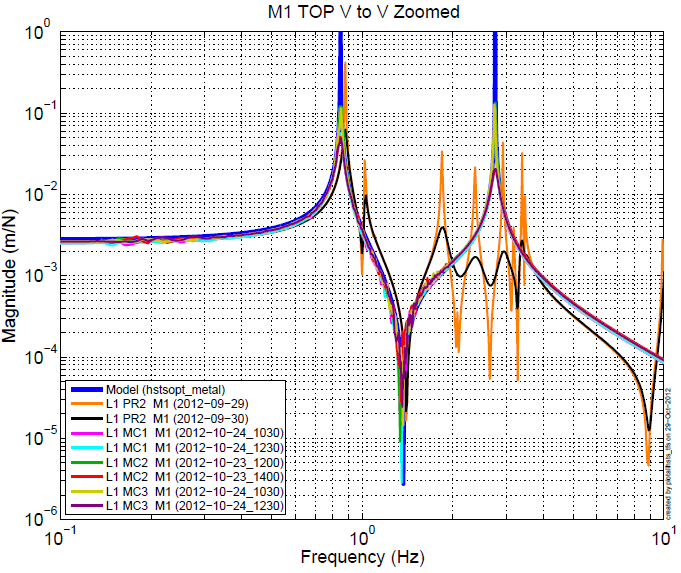 M1 TOP V to V Zoomed
10^0
10^−1
10^−2
10^−3
10^−4
10^−5
10^−6
Magnitude (m/N)
Model (hstsopt_metal)
L1 PR2 M1 (2012−09−29)
L1 PR2 M1 (2012−09−30)
L1 MC1 M1 (2012−10−24_1030)
L1 MC1 M1 (2012−10−24_1230)
L1 MC2 M1 (2012−10−23_1200)
L1 MC2 M1 (2012−10−23_1400)
L1 MC3 M1 (2012−10−24_1030)
L1 MC3 M1 (2012−10−24_1230)
10^−1
10^0
10^1
Frequency (Hz)
on 29−Oct−2012